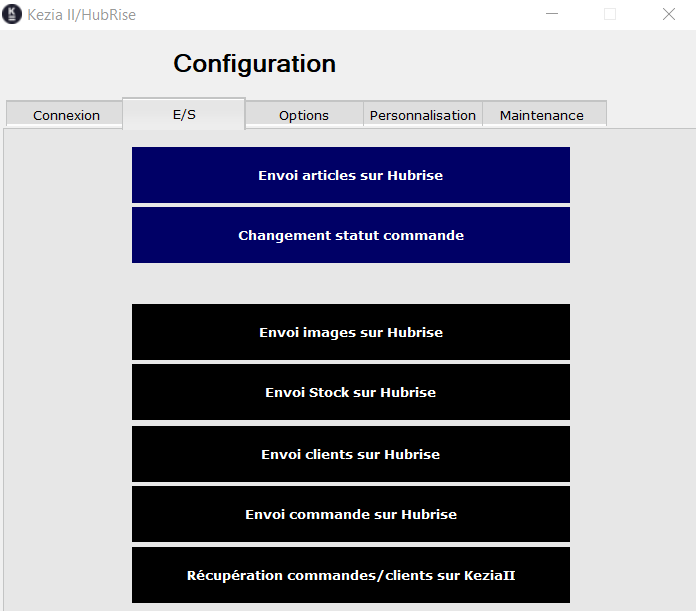 Kezia II/HubRise
Configuration
Connexion E/S Options Personnalisation Maintenance
Envoi articles sur Hubrise
Changement statut commande
Envoi images sur Hubrise
Envoi Stock sur Hubrise
Envoi clients sur Hubrise
Envoi commande sur Hubrise
Récupération commandes/clients sur KeziaII